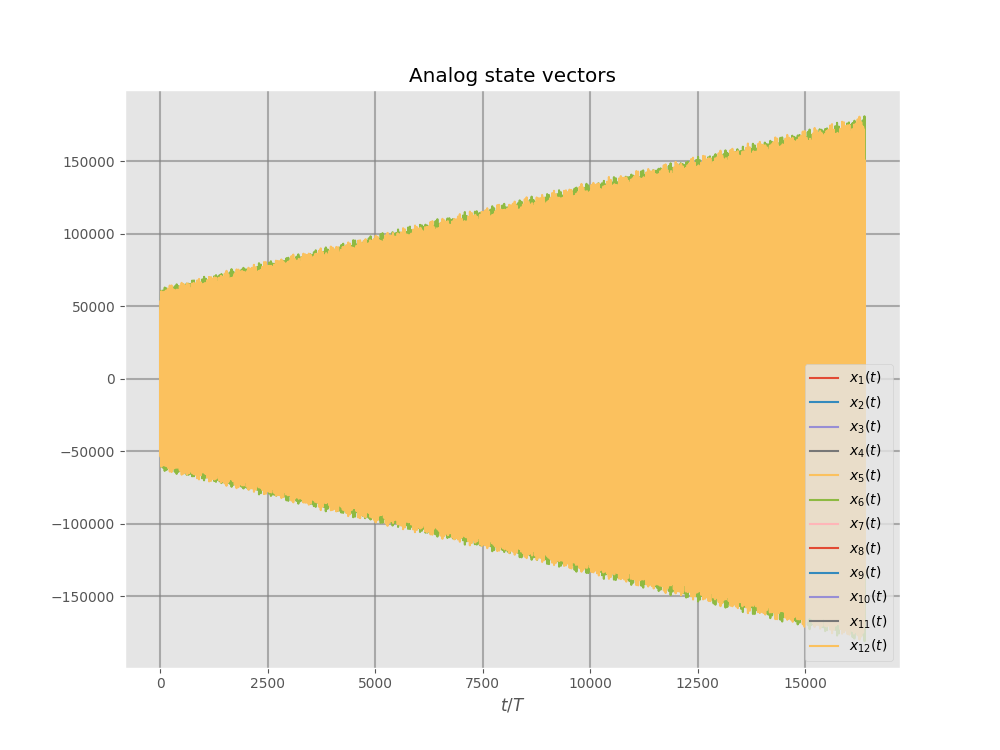 Analog state vectors
150000
100000
50000
0
−50000
−100000
−150000
0 2500 5000 7500 10000 12500 15000
t/T
x₁(t)
x₂(t)
x₃(t)
x₄(t)
x₅(t)
x₆(t)
x₇(t)
x₈(t)
x₉(t)
x₁₀(t)
x₁₁(t)
x₁₂(t)